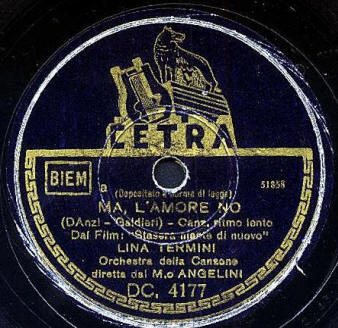 CETRA
BIEM
a
(Depositato a norme di legge)
51858
MA, L'AMORE NO
(D'Anzi - Galdieri) - Canz. ritmo lento
Dal Film: "Stasera niente di nuovo"
LINA TERMINI
Orchestra della Canzone
diretta dal M.o ANGELINI
DC. 4177